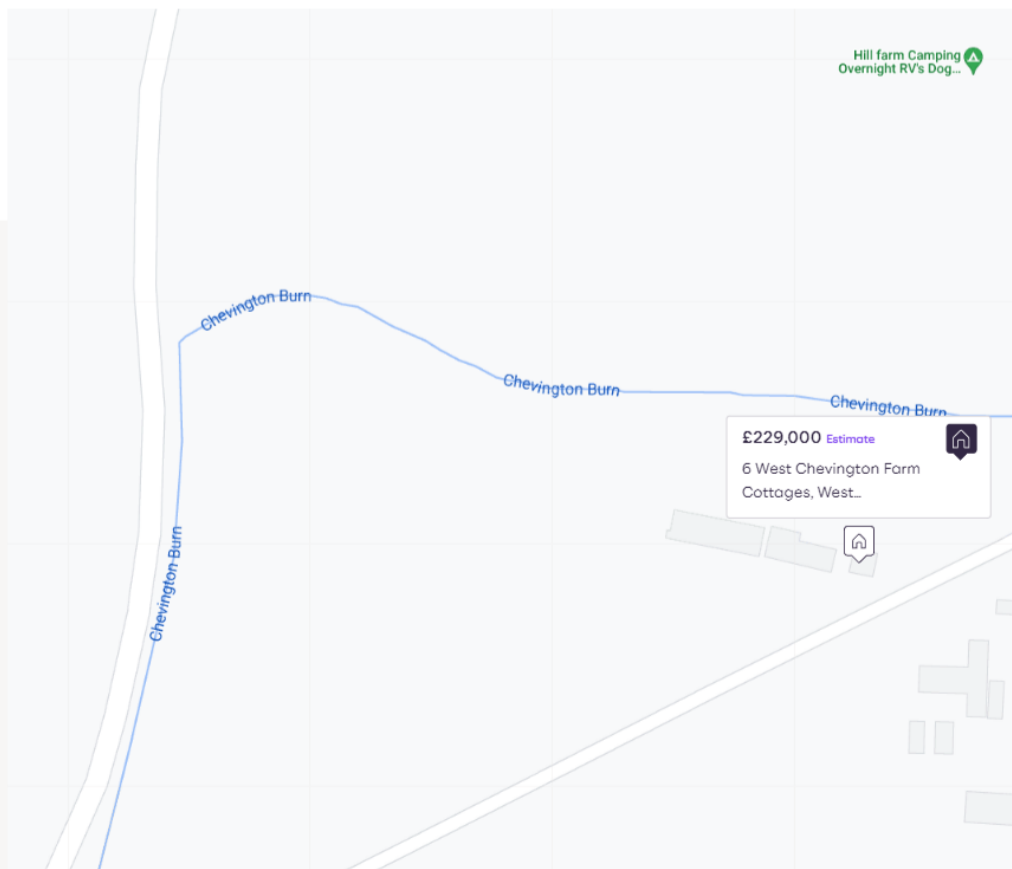 Hill farm Camping
Overnight RV's Dog...
Chevington Burn
Chevington Burn
Chevington Burn
£229,000 Estimate
6 West Chevington Farm
Cottages, West...
Chevington Burn